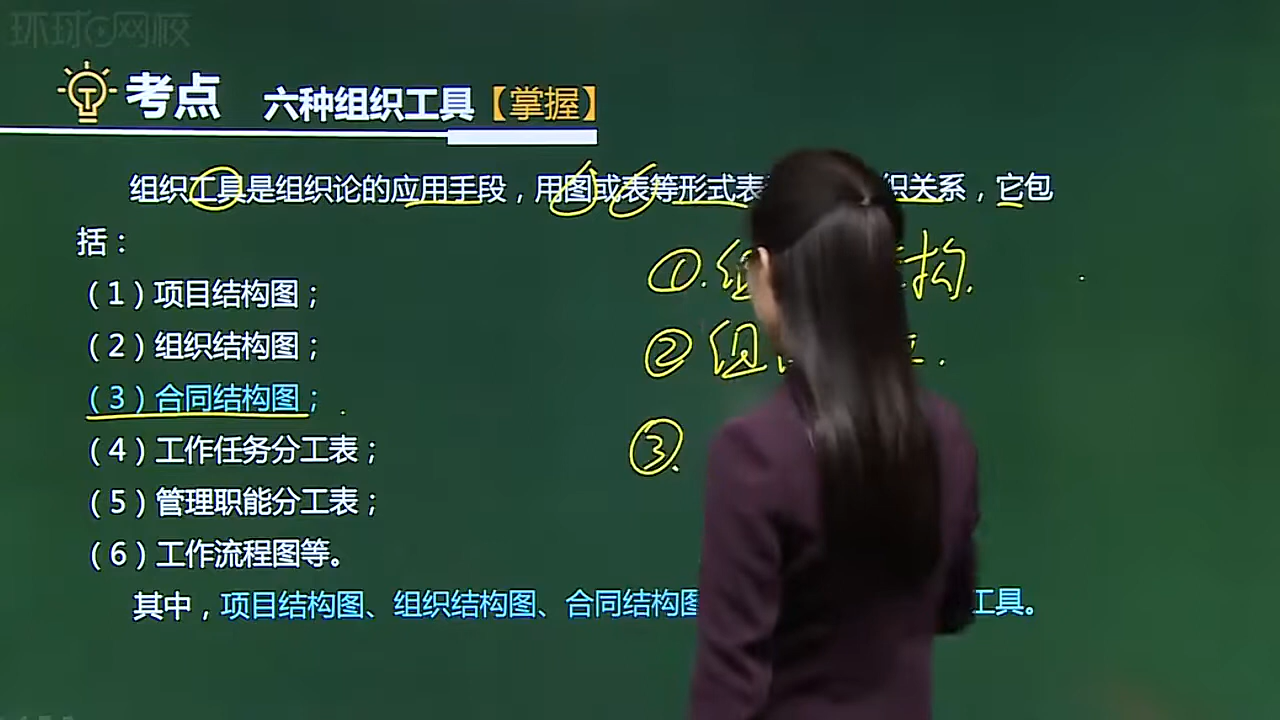 环球网校
考点 六种组织工具【掌握】
组织工具是组织论的应用手段，用图或表等形式表 织关系，它包
括：
（1）项目结构图；
①.组 构.
（2）组织结构图；
②组
（3）合同结构图；
（4）工作任务分工表；
③.
（5）管理职能分工表；
（6）工作流程图等。
其中，项目结构图、组织结构图、合同结构图 工具。